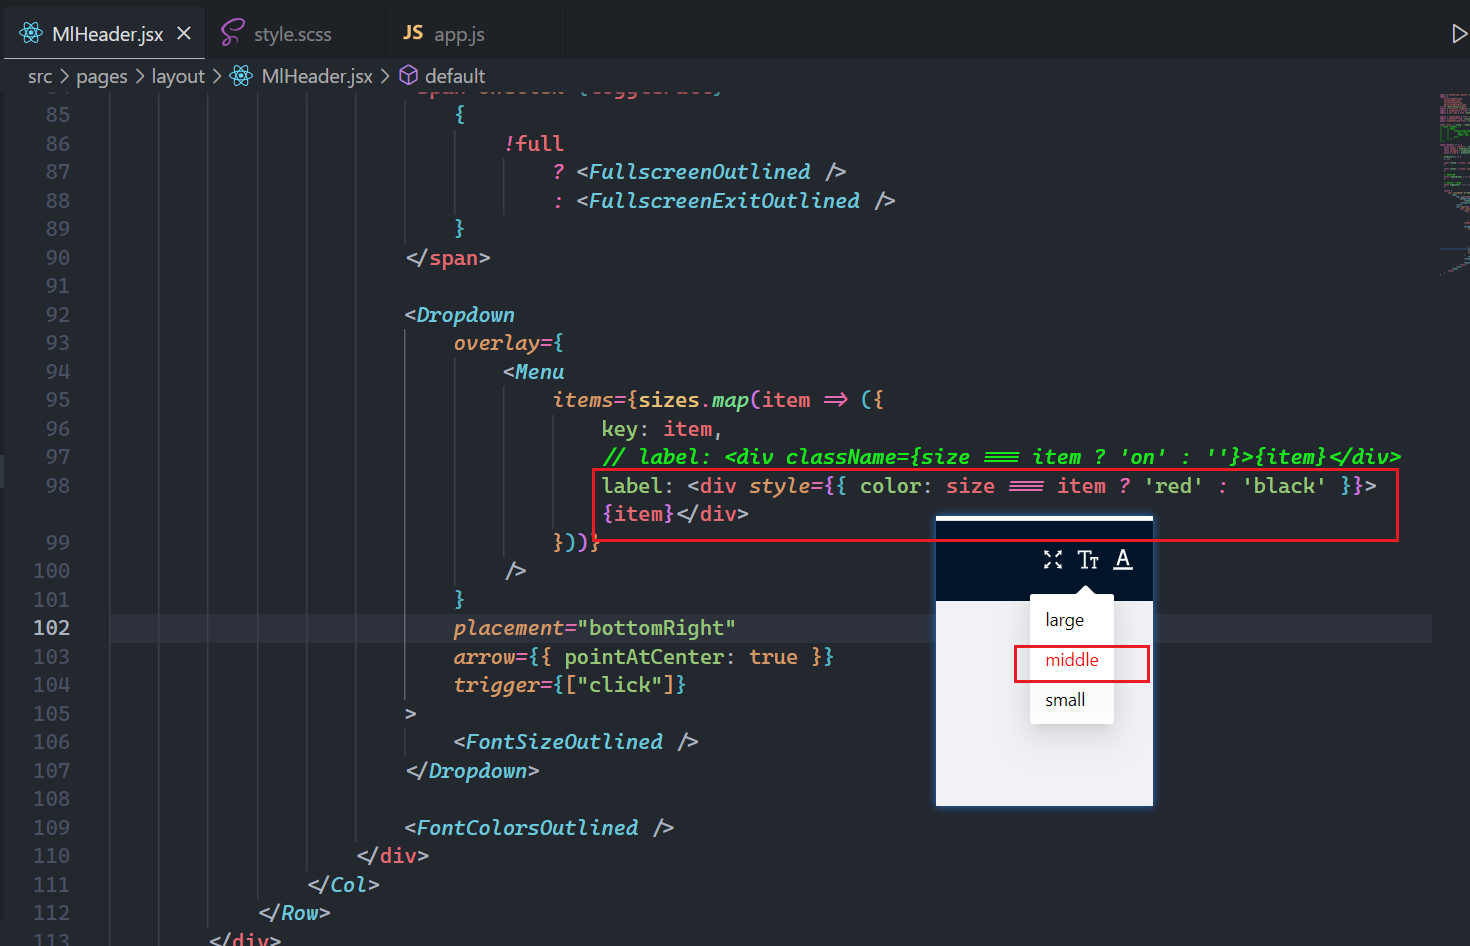 MlHeader.jsx style.scss JS app.js
src > pages > layout > MlHeader.jsx > default
85 {
86 !full
87 ? <FullscreenOutlined />
88 : <FullscreenExitOutlined />
89 }
90 </span>
91
92 <Dropdown
93 overlay={
94 <Menu
95 items={sizes.map(item => ({
96 key: item,
97 // label: <div className={size === item ? 'on' : ''}>{item}</div>
98 label: <div style={{ color: size === item ? 'red' : 'black' }}>
{item}</div>
99 }))}
100 />
101 }
102 placement="bottomRight"
103 arrow={{ pointAtCenter: true }}
104 trigger={["click"]}
105 >
106 <FontSizeOutlined />
107 </Dropdown>
108
109 <FontColorsOutlined />
110 </div>
111 </Col>
112 </Row>
113 </div>
large
middle
small